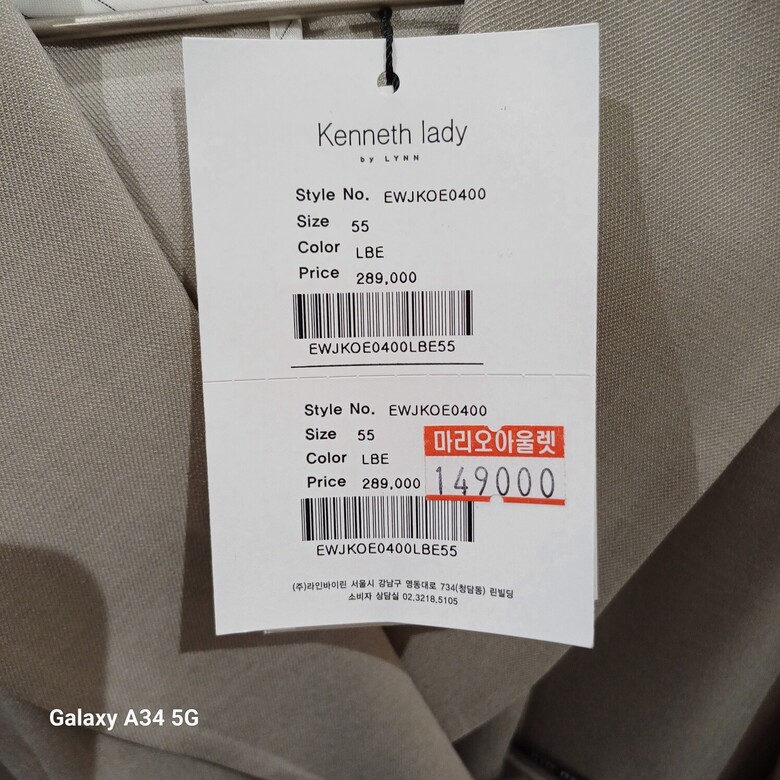 Kenneth lady
by LYNN
Style No. EWJKOE0400
Size 55
Color LBE
Price 289,000
EWJKOE0400LBE55
Style No. EWJKOE0400
Size 55
Color LBE
Price 289,000
마리오아울렛
149000
EWJKOE0400LBE55
(주)라인바이린 서울시 강남구 영동대로 734(청담동) 린빌딩
소비자 상담실 02.3218.5105
Galaxy A34 5G